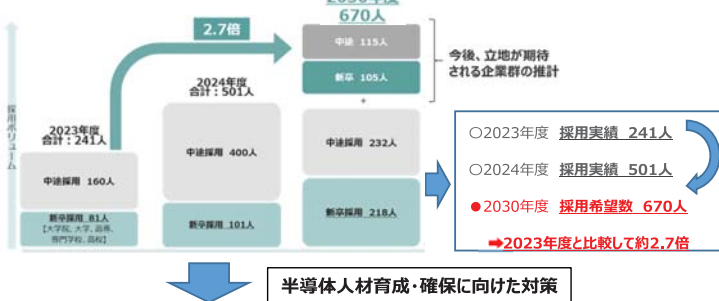 2030年度
670人
2.7倍
中途 115人
新卒 105人
+
今後、立地が期待
される企業群の推計
2024年度
合計:501人
2023年度
合計:241人
採用ボリューム
中途採用 160人
新卒採用 81人
【大学院、大学、高専、
専門学校、高校】
中途採用 400人
新卒採用 101人
中途採用 232人
新卒採用 218人
○2023年度 採用実績 241人
○2024年度 採用実績 501人
●2030年度 採用希望数 670人
➡2023年度と比較して約2.7倍
半導体人材育成・確保に向けた対策